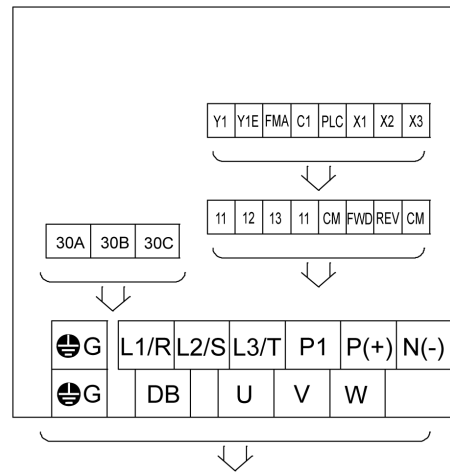 Y1 Y1E FMA C1 PLC X1 X2 X3
11 12 13 11 CM FWD REV CM
30A 30B 30C
G L1/R L2/S L3/T P1 P(+) N(-)
G DB U V W